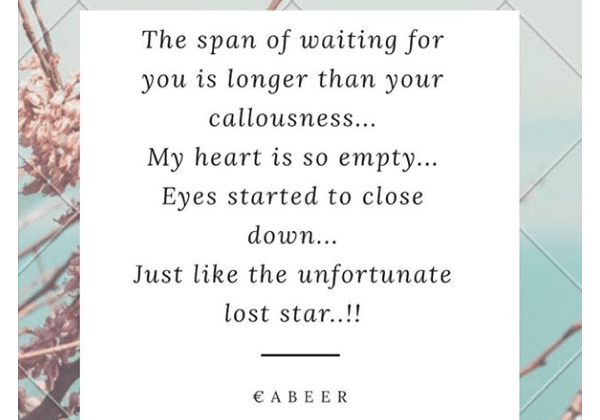 The span of waiting for
you is longer than your
callousness...
My heart is so empty...
Eyes started to close
down...
Just like the unfortunate
lost star..!!
€ABEER